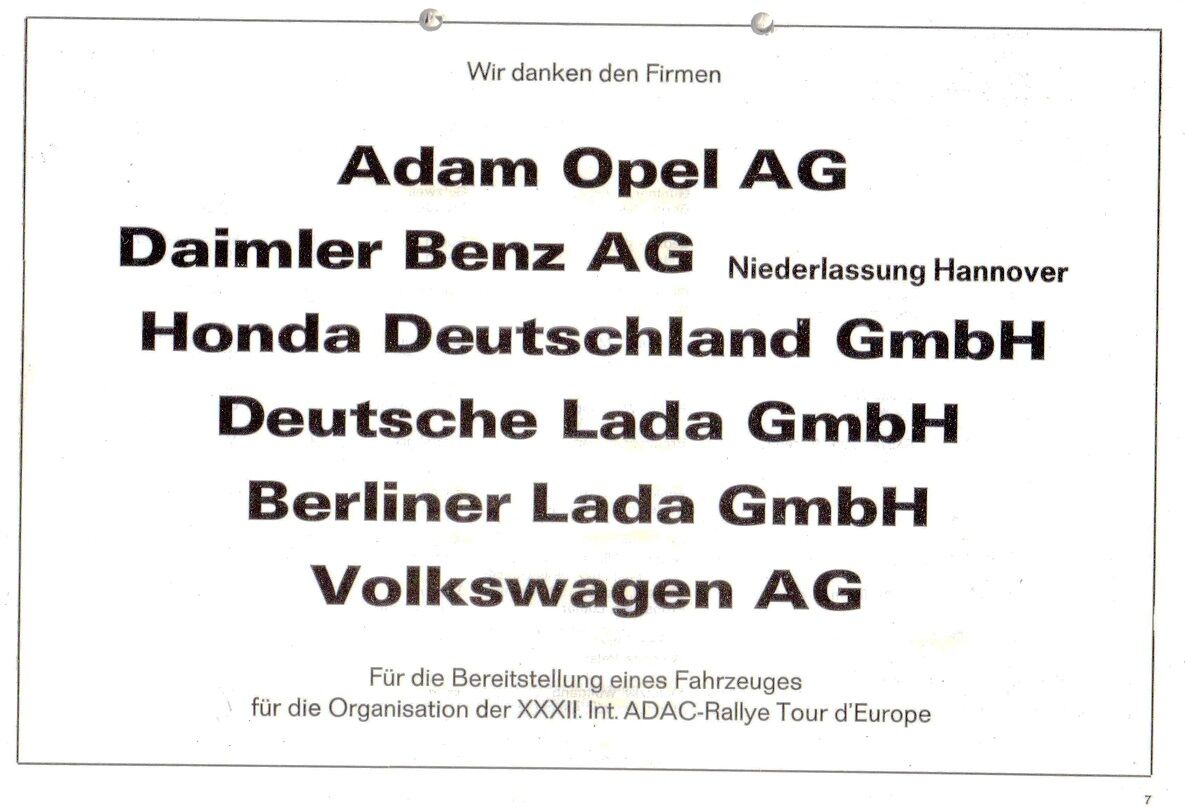 Wir danken den Firmen
Adam Opel AG
Daimler Benz AG Niederlassung Hannover
Honda Deutschland GmbH
Deutsche Lada GmbH
Berliner Lada GmbH
Volkswagen AG
Für die Bereitstellung eines Fahrzeuges
für die Organisation der XXXII. Int. ADAC-Rallye Tour d'Europe
7